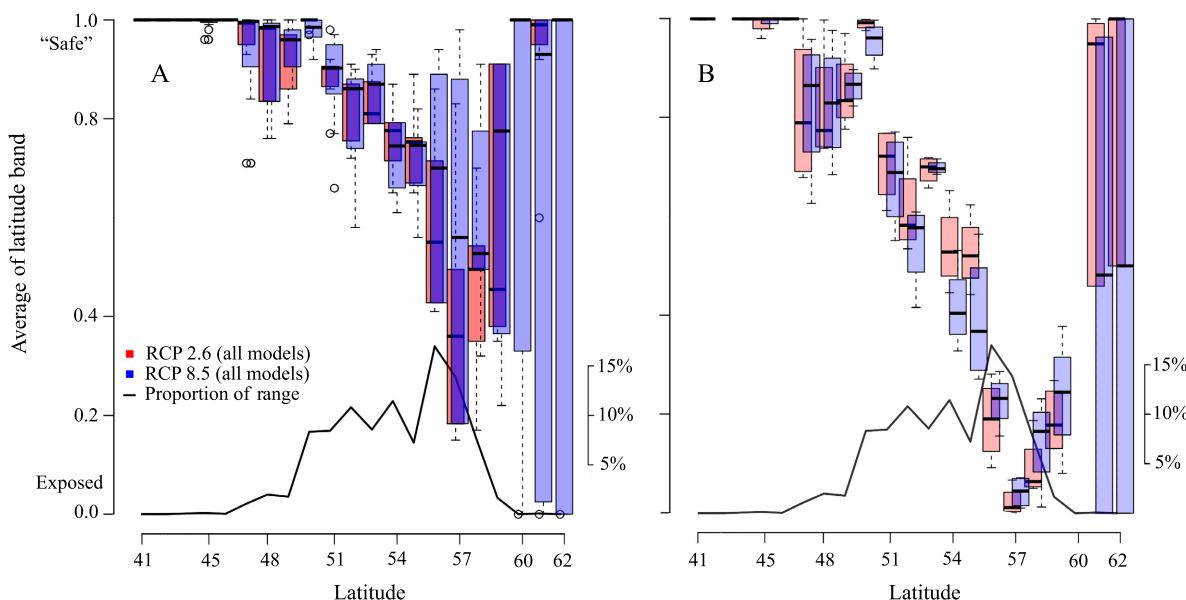 1.0
"Safe"
0.8
0.4
0.2
Exposed
0.0
Average of latitude band
A
RCP 2.6 (all models)
RCP 8.5 (all models)
Proportion of range
15%
10%
5%
41 45 48 51 54 57 60 62
Latitude
B
15%
10%
5%
41 45 48 51 54 57 60 62
Latitude